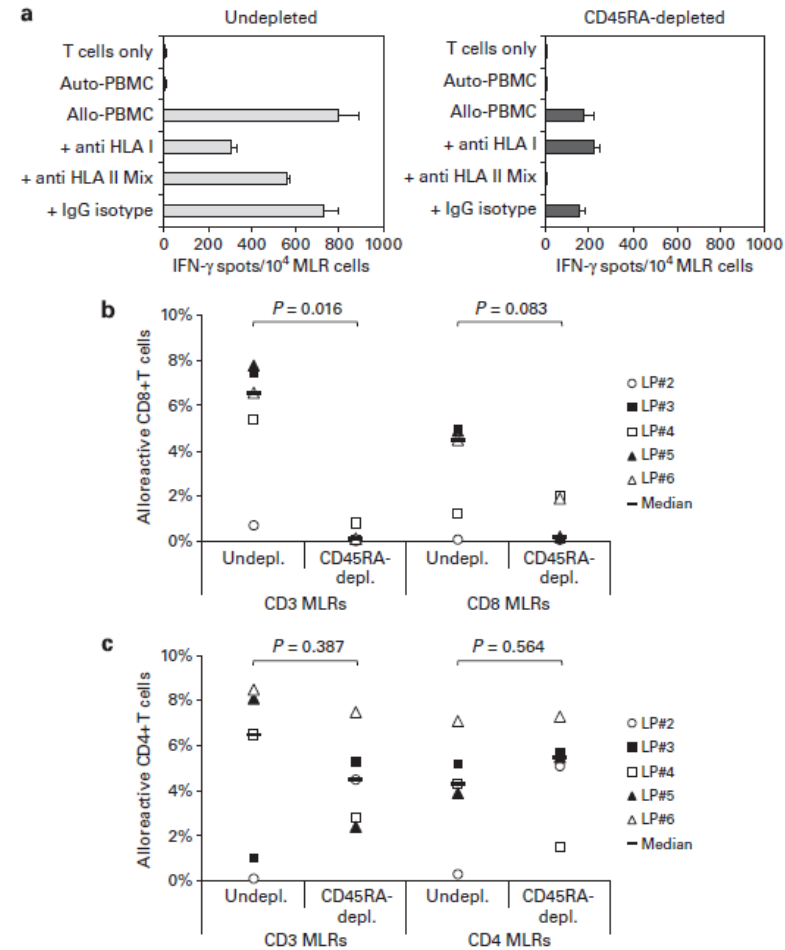 a
Undepleted
T cells only
Auto-PBMC
Allo-PBMC
+ anti HLA I
+ anti HLA II Mix
+ IgG isotype
0 200 400 600 800 1000
IFN-γ spots/10⁴ MLR cells
CD45RA-depleted
T cells only
Auto-PBMC
Allo-PBMC
+ anti HLA I
+ anti HLA II Mix
+ IgG isotype
0 200 400 600 800 1000
IFN-γ spots/10⁴ MLR cells
b
Alloreactive CD8+T cells
10%
8%
6%
4%
2%
0%
P = 0.016
P = 0.083
Undepl.
CD45RA-
depl.
Undepl.
CD45RA-
depl.
CD3 MLRs
CD8 MLRs
LP#2
LP#3
LP#4
LP#5
LP#6
Median
c
Alloreactive CD4+T cells
10%
8%
6%
4%
2%
0%
P = 0.387
P = 0.564
Undepl.
CD45RA-
depl.
Undepl.
CD45RA-
depl.
CD3 MLRs
CD4 MLRs
LP#2
LP#3
LP#4
LP#5
LP#6
Median